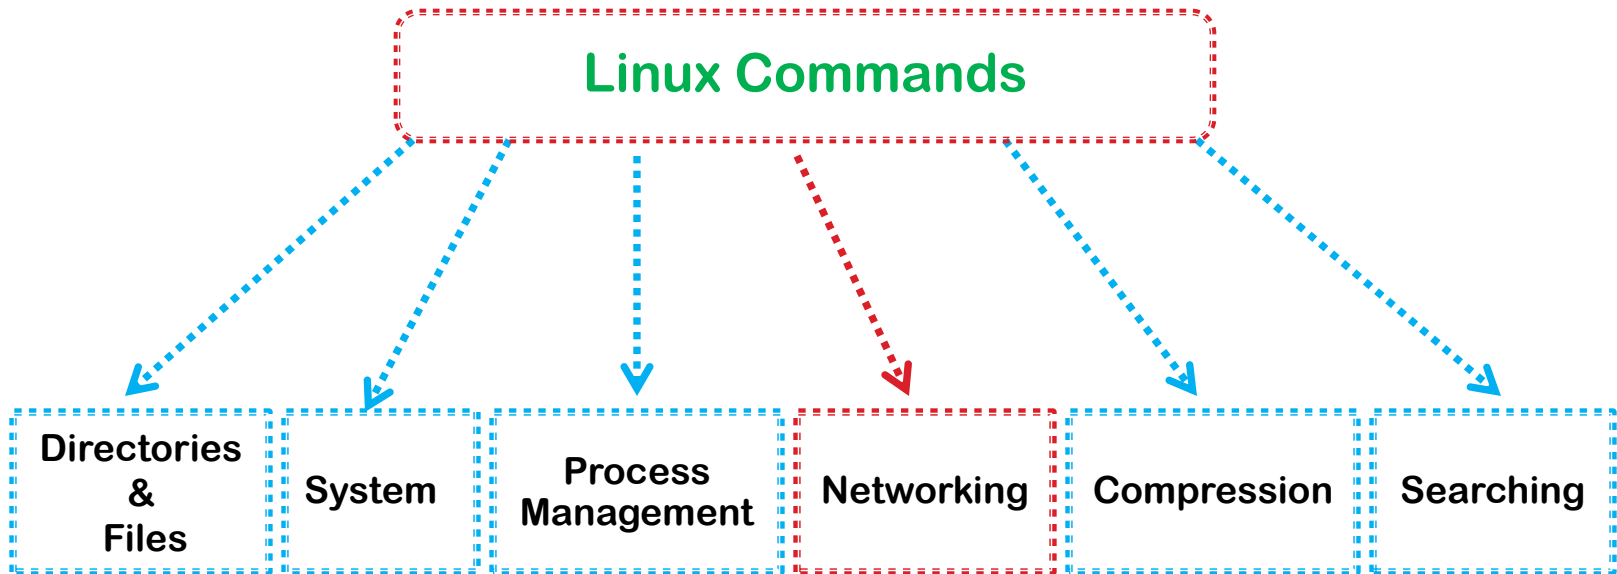 Linux Commands
Directories
&
Files
System
Process
Management
Networking
Compression
Searching